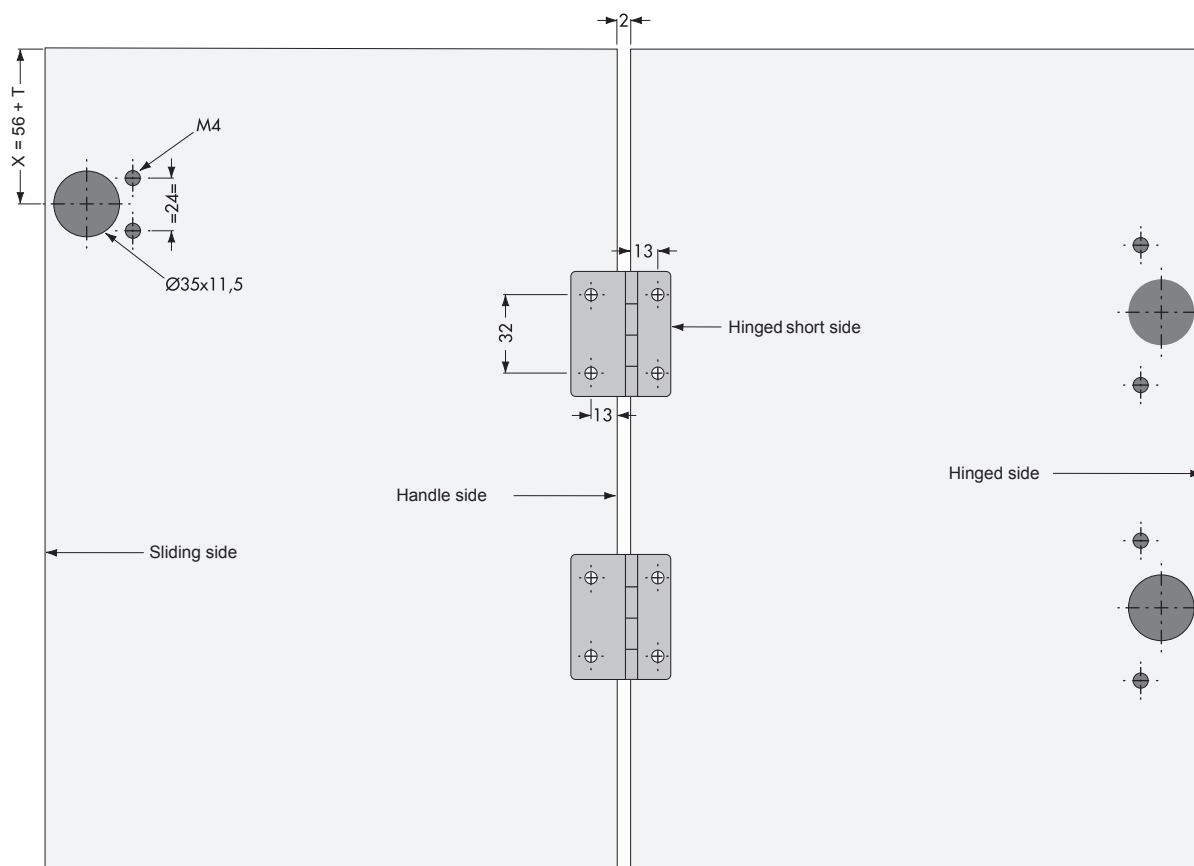 2
X = 56 + T
M4
=24=
Ø35x11,5
13
32
Hinged short side
13
Hinged side
Handle side
Sliding side